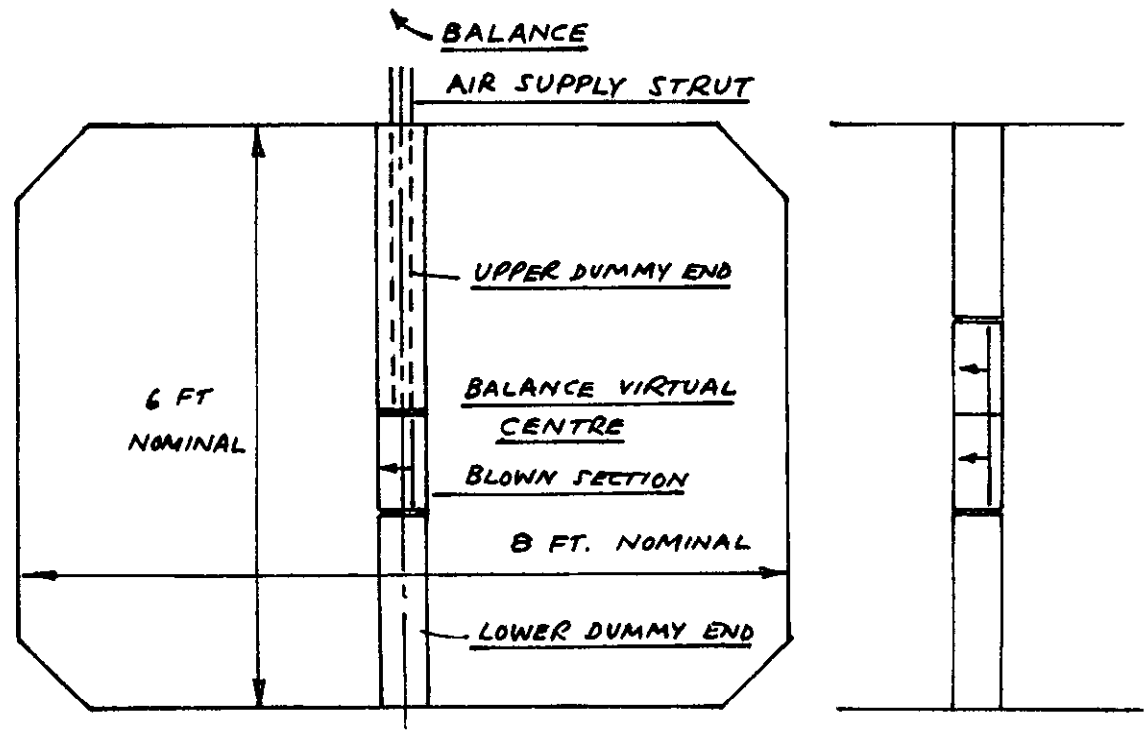 BALANCE
AIR SUPPLY STRUT
UPPER DUMMY END
6 FT
NOMINAL
BALANCE VIRTUAL
CENTRE
BLOWN SECTION
8 FT. NOMINAL
LOWER DUMMY END